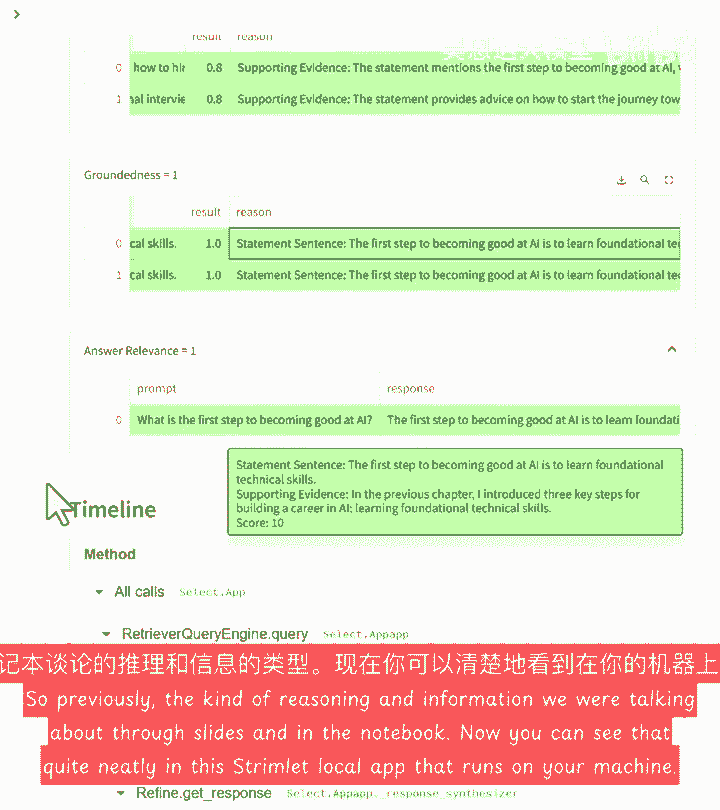 result reason
0 how to hir 0.8 Supporting Evidence: The statement mentions the first step to becoming good at AI,
1 nal intervie 0.8 Supporting Evidence: The statement provides advice on how to start the journey tow
Groundedness = 1
result reason
0 cal skills. 1.0 Statement Sentence: The first step to becoming good at AI is to learn foundational te
1 cal skills. 1.0 Statement Sentence: The first step to becoming good at AI is to learn foundational te
Answer Relevance = 1
prompt response
0 What is the first step to becoming good at AI? The first step to becoming good at AI is to learn foundati
Statement Sentence: The first step to becoming good at AI is to learn foundational
technical skills.
Supporting Evidence: In the previous chapter, I introduced three key steps for
building a career in AI: learning foundational technical skills.
Score: 10
Timeline
Method
All calls Select.App
RetrieverQueryEngine.query Select.Appapp
记本谈论的推理和信息的类型。现在你可以清楚地看到在你的机器上
So previously, the kind of reasoning and information we were talking
about through slides and in the notebook. Now you can see that
quite neatly in this Strimlet local app that runs on your machine.
Refine.get_response Select.Appapp._response_synthesizer